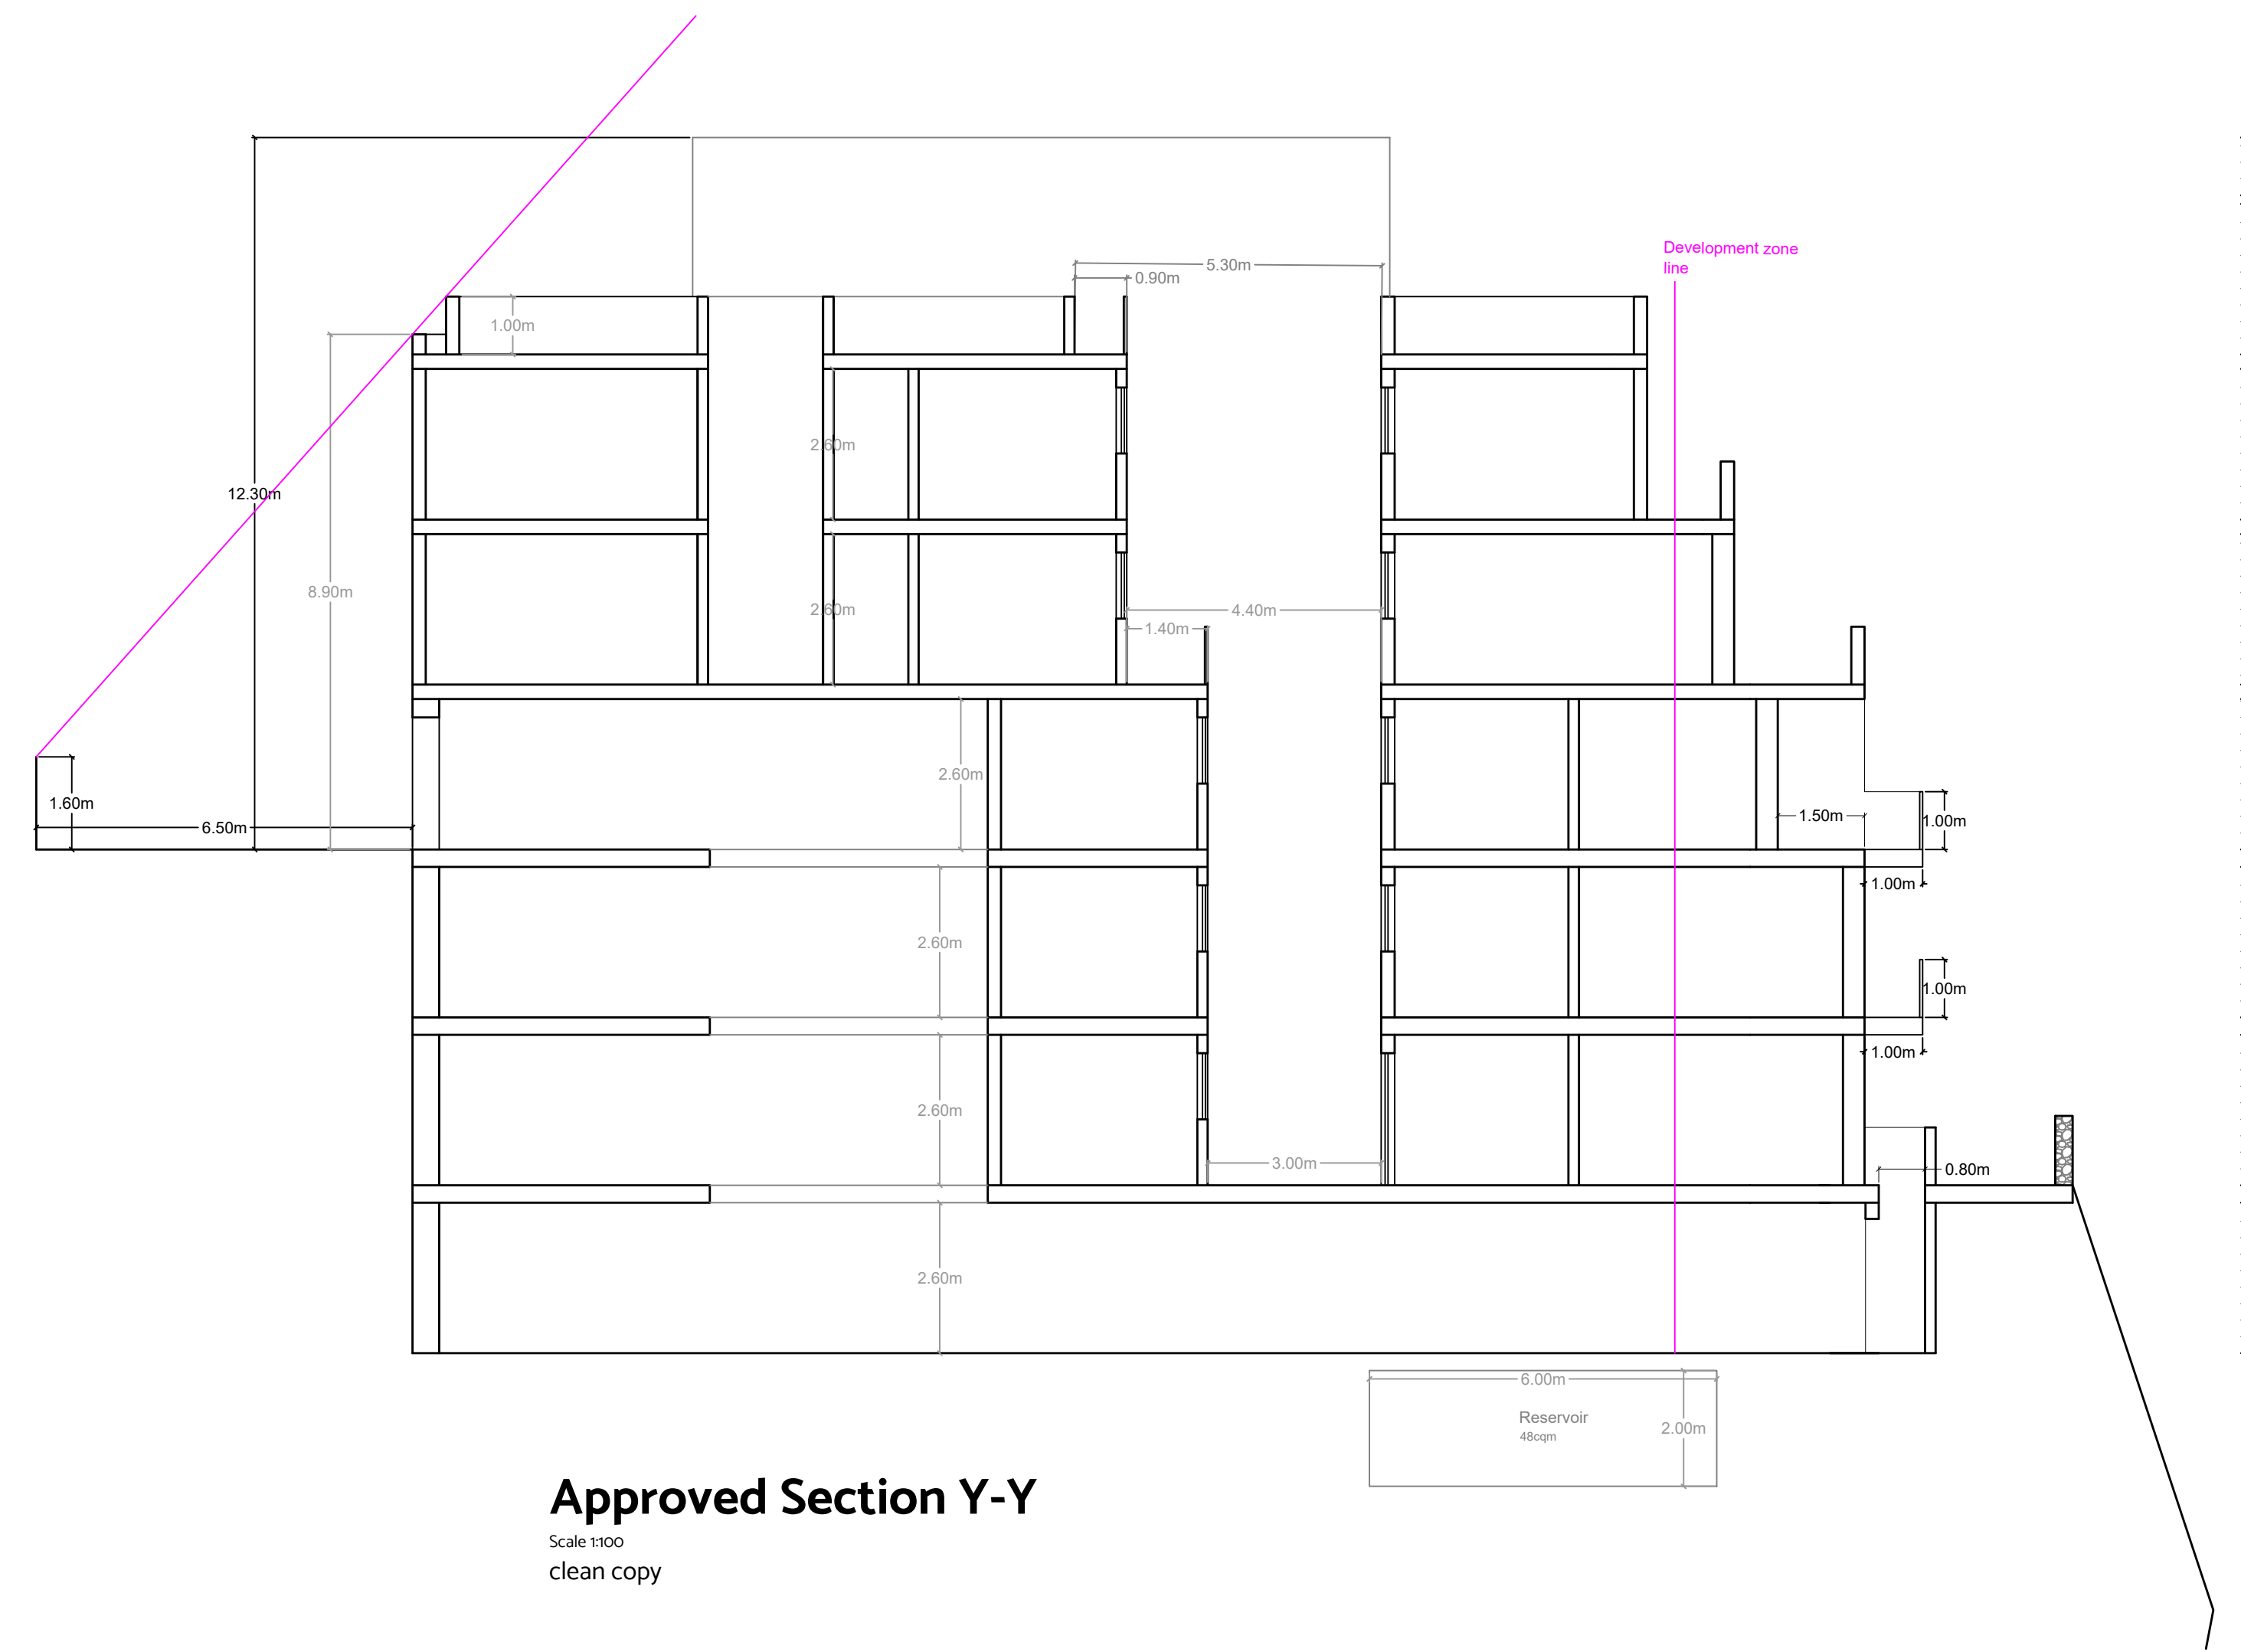 Development zone
line
5.30m
0.90m
1.00m
2.60m
12.30m
8.90m
2.60m
4.40m
1.40m
2.60m
1.60m
6.50m
1.50m
1.00m
1.00m
2.60m
1.00m
1.00m
2.60m
3.00m
0.80m
2.60m
6.00m
Reservoir
48cqm
2.00m
Approved Section Y-Y
Scale 1:100
clean copy